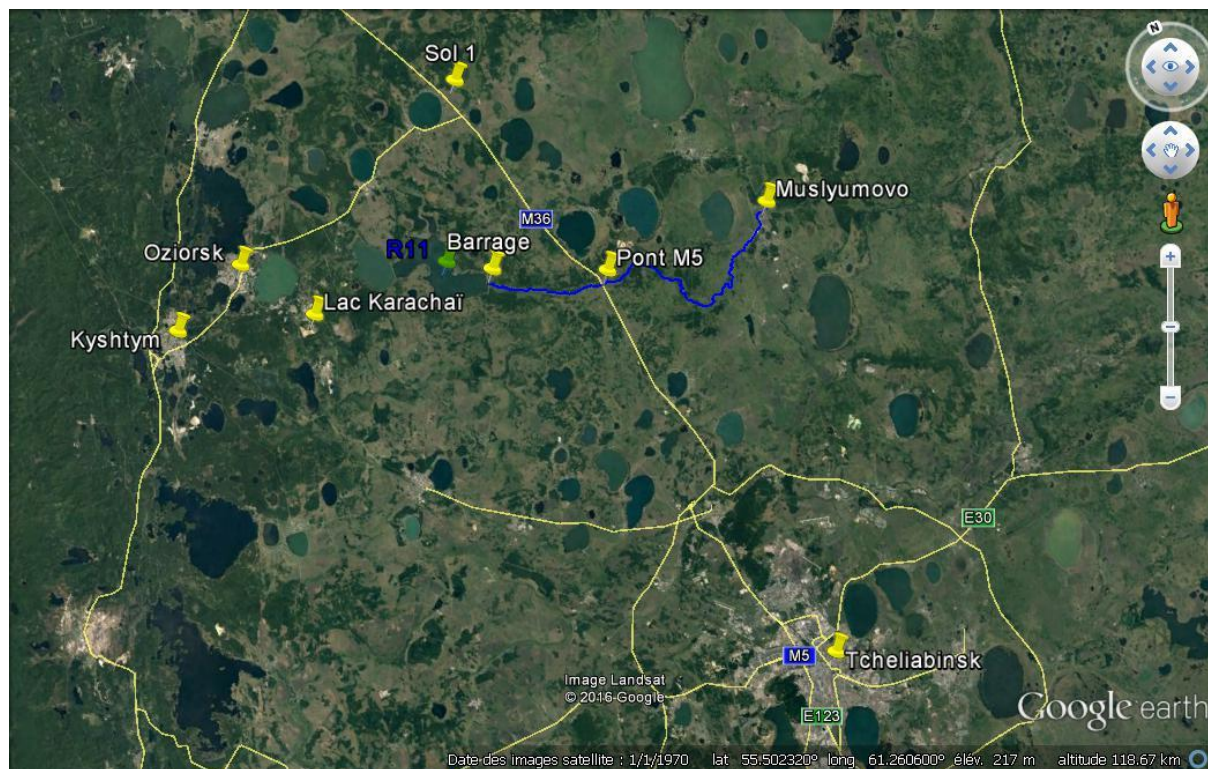 N
Sol 1
Muslyumovo
M36
R11
Barrage
Oziorsk
Pont M5
Lac Karachaï
Kyshtym
E30
M5
Tcheliabinsk
Image Landsat
© 2016 Google
Google earth
E123
Date des images satellite : 1/1/1970 lat 55.502320° long 61.260600° élév. 217 m altitude 118.67 km